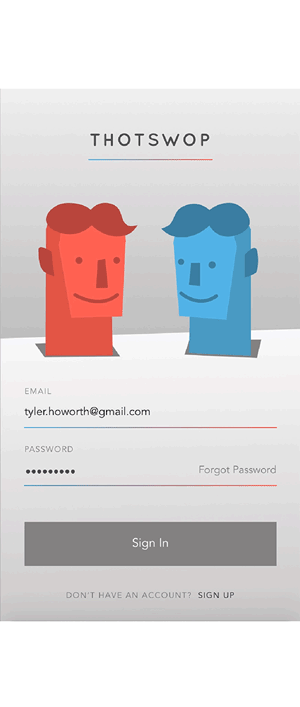 THOTSWOP
EMAIL
tyler.howorth@gmail.com
PASSWORD
••••••••• Forgot Password
Sign In
DON'T HAVE AN ACCOUNT? SIGN UP